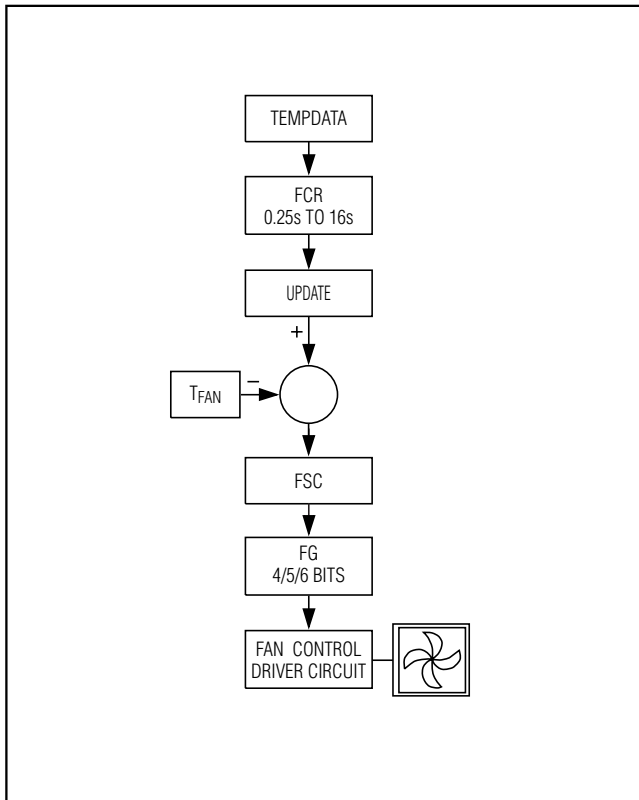 TEMPDATA
FCR
0.25s TO 16s
UPDATE
+
TFAN
−
FSC
FG
4/5/6 BITS
FAN CONTROL
DRIVER CIRCUIT